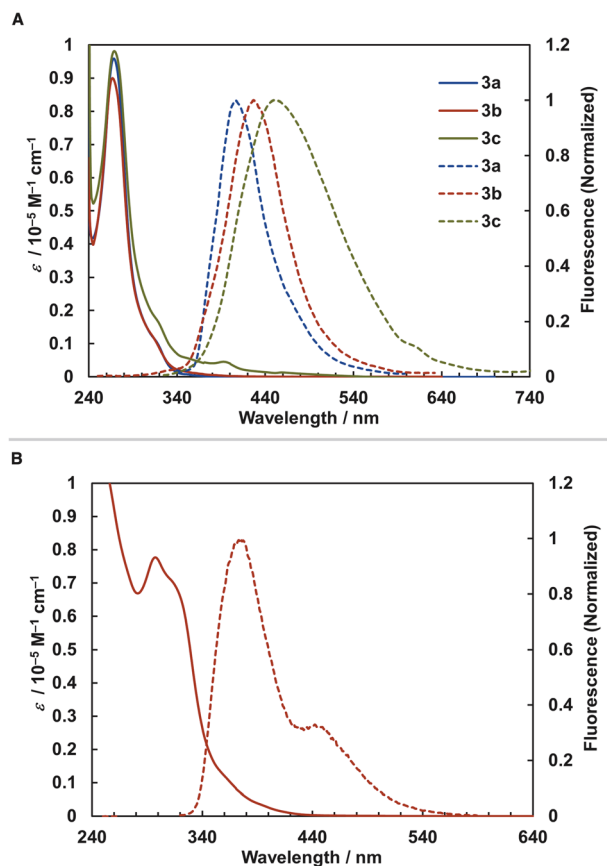 A
1
0.9
0.8
0.7
0.6
0.5
0.4
0.3
0.2
0.1
0
ε / 10⁻⁵ M⁻¹ cm⁻¹
240 340 440 540 640 740
Wavelength / nm
1.2
1
0.8
0.6
0.4
0.2
0
Fluorescence (Normalized)
3a
3b
3c
3a
3b
3c
B
1
0.9
0.8
0.7
0.6
0.5
0.4
0.3
0.2
0.1
0
ε / 10⁻⁵ M⁻¹ cm⁻¹
240 340 440 540 640
Wavelength / nm
1.2
1
0.8
0.6
0.4
0.2
0
Fluorescence (Normalized)